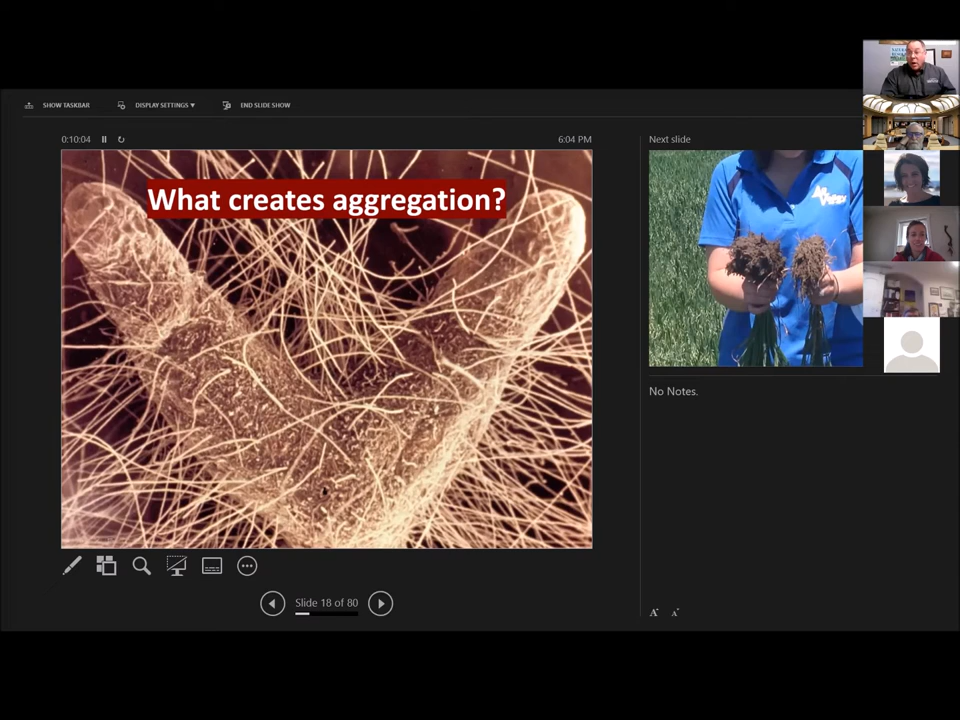 SHOW TASKBAR
DISPLAY SETTINGS ▼
END SLIDE SHOW
0:10:04
6:04 PM
What creates aggregation?
Next slide
No Notes.
Slide 18 of 80
A
A